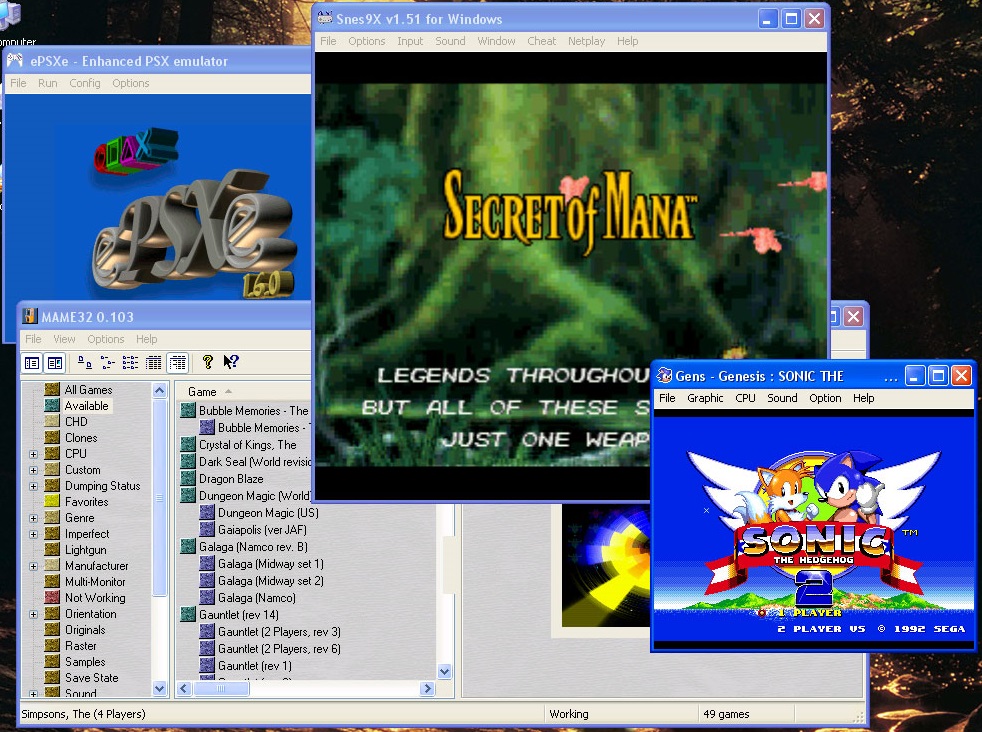 omputer
Snes9X v1.51 for Windows
File Options Input Sound Window Cheat Netplay Help
SECRET of MANA™
LEGENDS THROUGHOU
BUT ALL OF THESE S
JUST ONE WEAP
ePSXe - Enhanced PSX emulator
File Run Config Options
ePSXe
1.6.0
MAME32 0.103
File View Options Help
All Games
Available
CHD
Clones
CPU
Custom
Dumping Status
Favorites
Genre
Imperfect
Lightgun
Manufacturer
Multi-Monitor
Not Working
Orientation
Originals
Raster
Samples
Save State
Sound
Game
Bubble Memories - The
Bubble Memories -
Crystal of Kings, The
Dark Seal (World revisio
Dragon Blaze
Dungeon Magic (World
Dungeon Magic (US)
Gaiapolis (ver JAF)
Galaga (Namco rev. B)
Galaga (Midway set 1)
Galaga (Midway set 2)
Galaga (Namco)
Gauntlet (rev 14)
Gauntlet (2 Players, rev 3)
Gauntlet (2 Players, rev 6)
Gauntlet (rev 1)
Simpsons, The (4 Players)
Working
49 games
Gens - Genesis : SONIC THE ...
File Graphic CPU Sound Option Help
SONIC TM
THE HEDGEHOG
2
1 PLAYER
2 PLAYER VS © 1992 SEGA